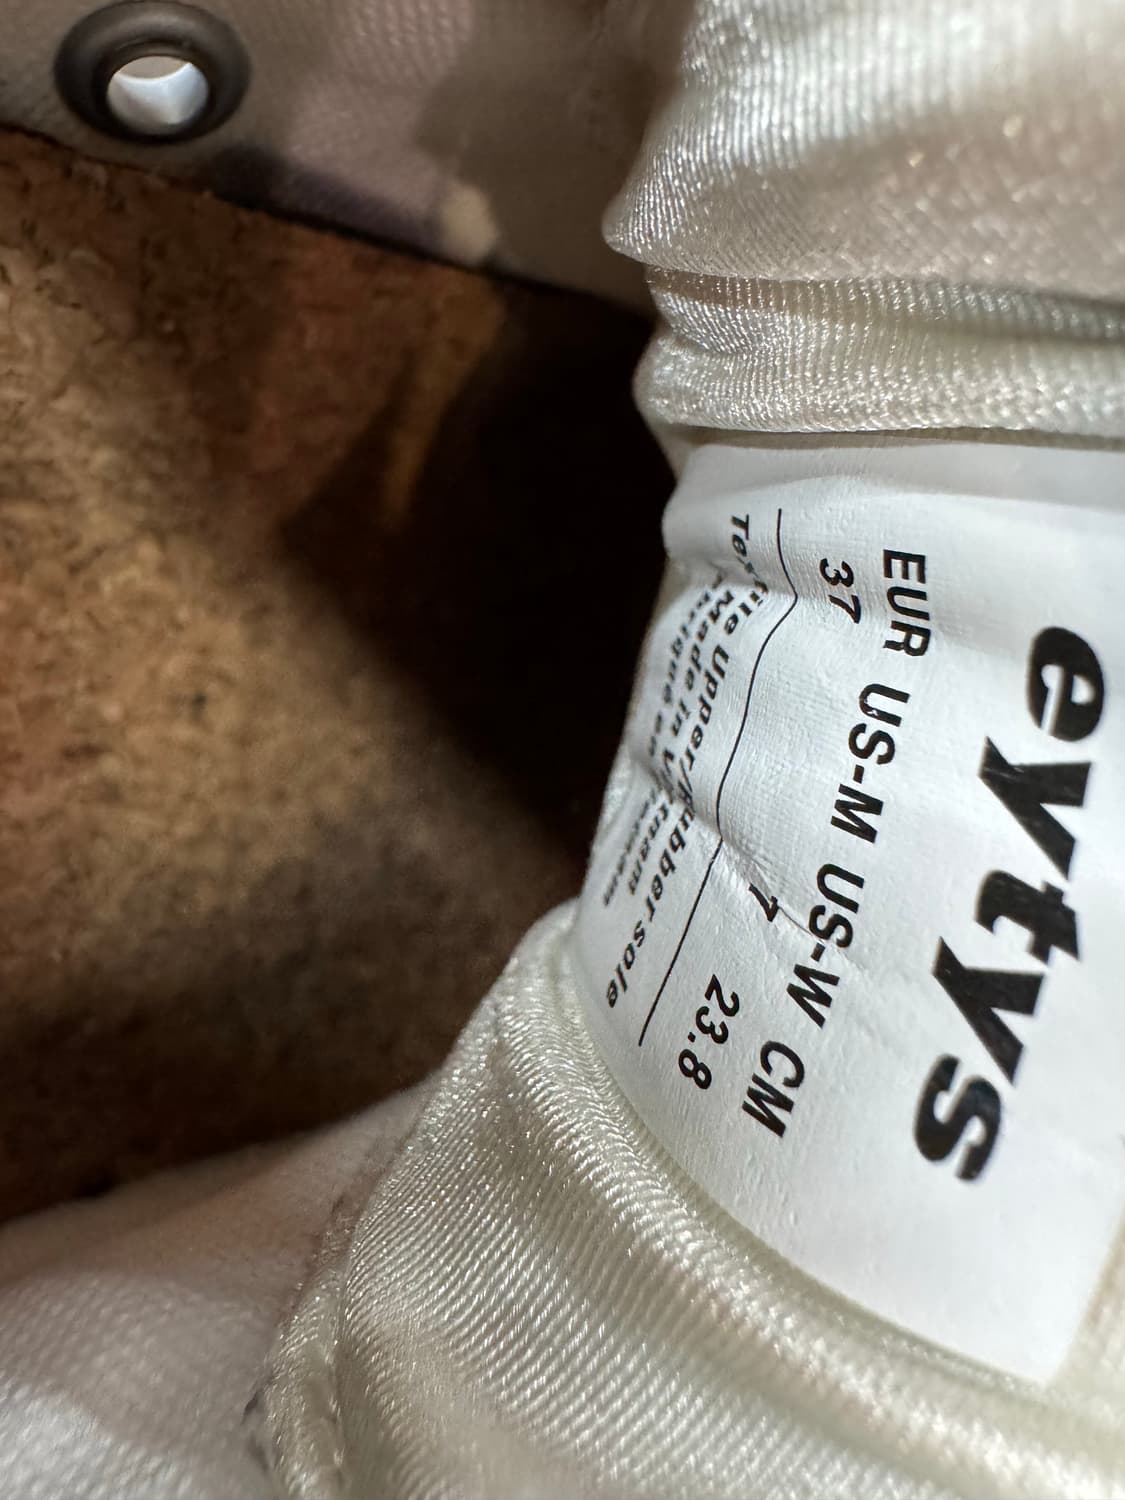 eytys
EUR US-M US-W CM
37 7 23.8
Textile Upper/Rubber sole
Made in Vietnam